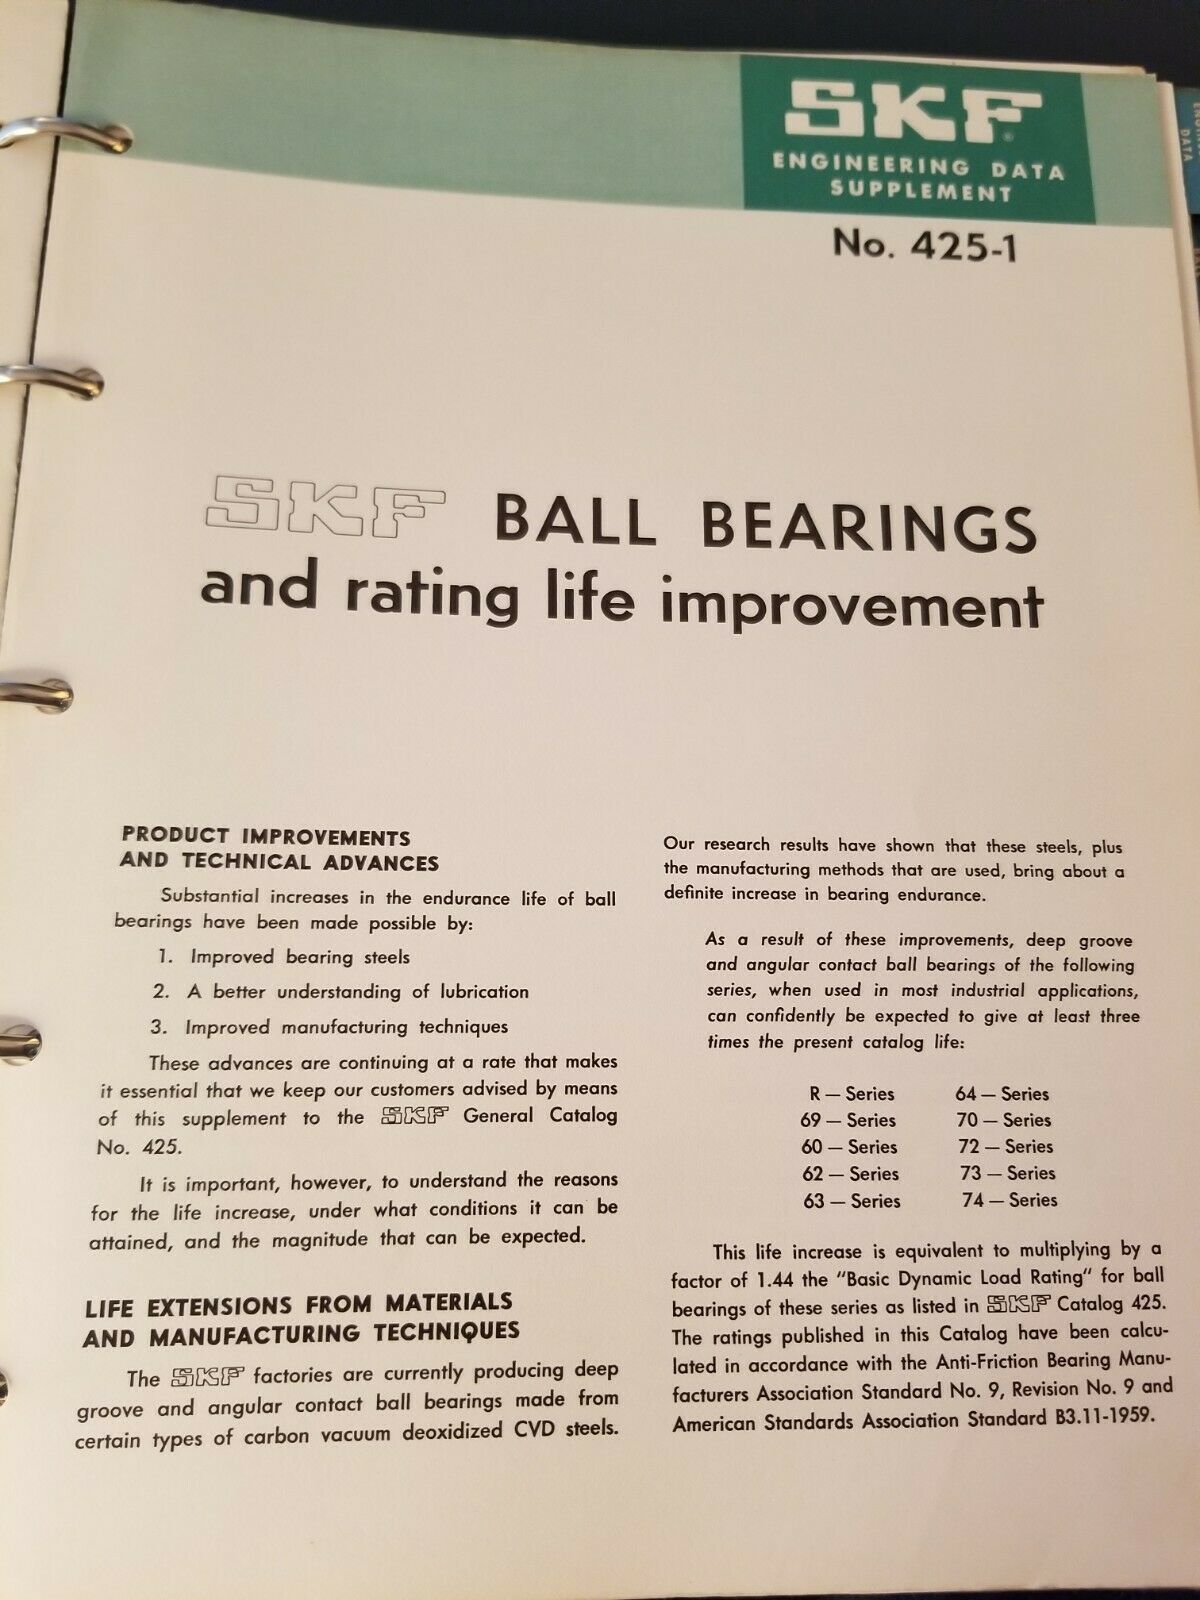 SKF
ENGINEERING DATA
SUPPLEMENT
No. 425-1
DATA
SKF BALL BEARINGS
and rating life improvement
PRODUCT IMPROVEMENTS
AND TECHNICAL ADVANCES
Substantial increases in the endurance life of ball
bearings have been made possible by:
1. Improved bearing steels
2. A better understanding of lubrication
3. Improved manufacturing techniques
These advances are continuing at a rate that makes
it essential that we keep our customers advised by means
of this supplement to the SKF General Catalog
No. 425.
It is important, however, to understand the reasons
for the life increase, under what conditions it can be
attained, and the magnitude that can be expected.
LIFE EXTENSIONS FROM MATERIALS
AND MANUFACTURING TECHNIQUES
The SKF factories are currently producing deep
groove and angular contact ball bearings made from
certain types of carbon vacuum deoxidized CVD steels.
Our research results have shown that these steels, plus
the manufacturing methods that are used, bring about a
definite increase in bearing endurance.
As a result of these improvements, deep groove
and angular contact ball bearings of the following
series, when used in most industrial applications,
can confidently be expected to give at least three
times the present catalog life:
R — Series 64 — Series
69 — Series 70 — Series
60 — Series 72 — Series
62 — Series 73 — Series
63 — Series 74 — Series
This life increase is equivalent to multiplying by a
factor of 1.44 the "Basic Dynamic Load Rating" for ball
bearings of these series as listed in SKF Catalog 425.
The ratings published in this Catalog have been calcu-
lated in accordance with the Anti-Friction Bearing Manu-
facturers Association Standard No. 9, Revision No. 9 and
American Standards Association Standard B3.11-1959.